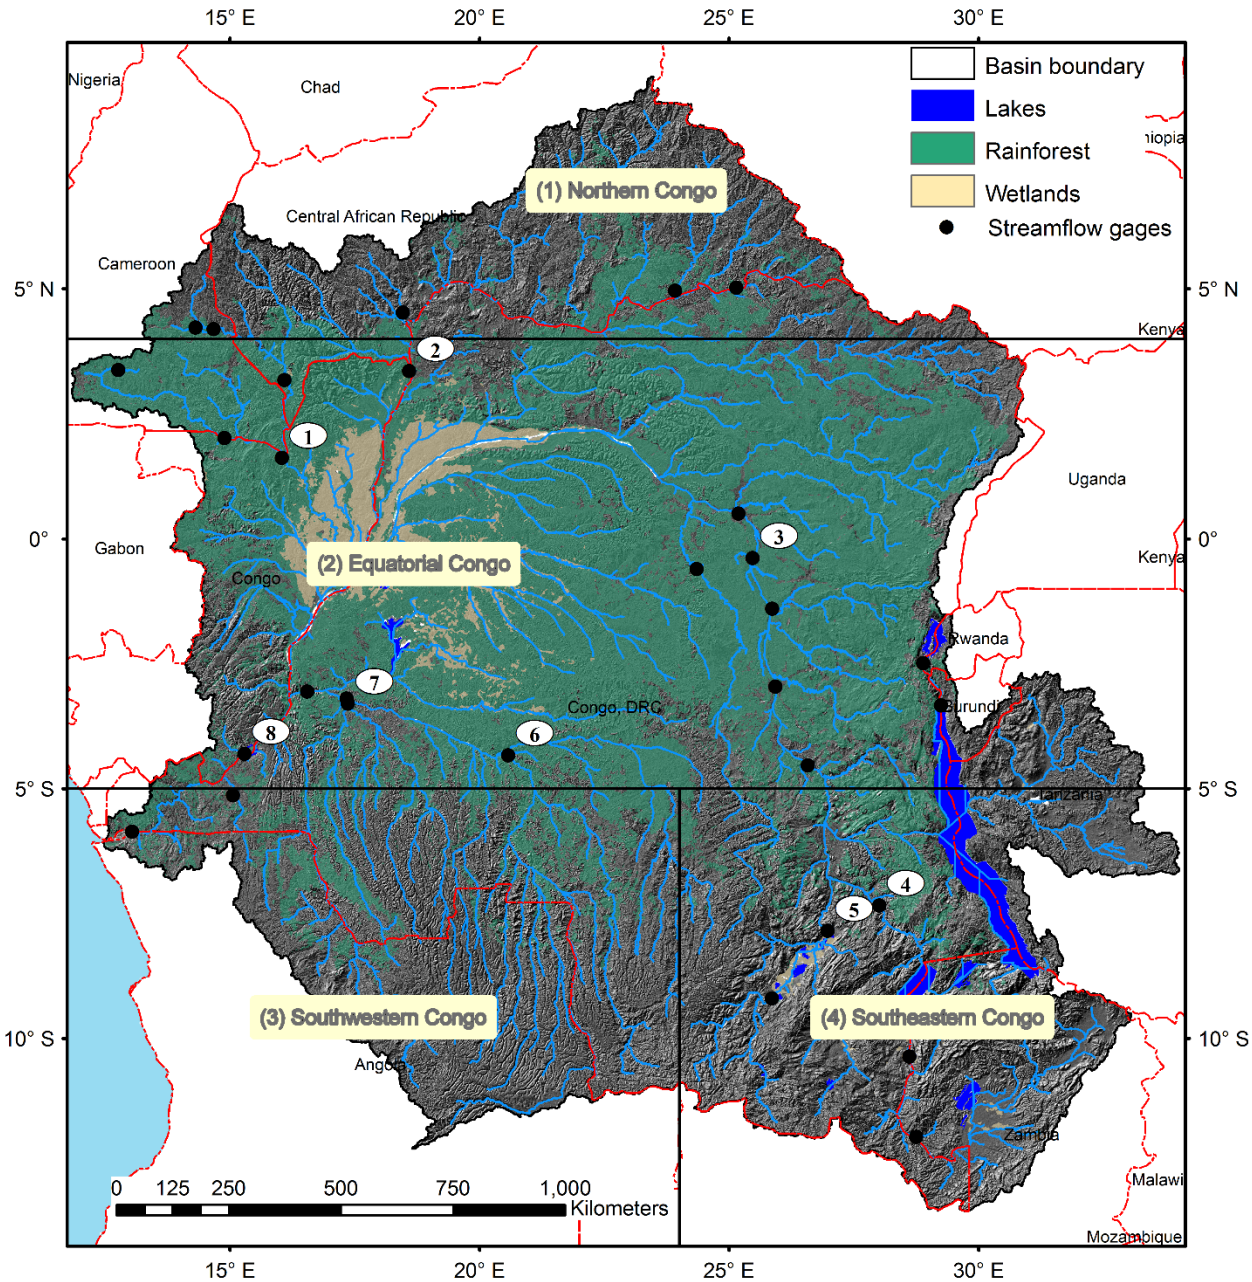 15° E 20° E 25° E 30° E
Nigeria
Chad
Basin boundary
Lakes
hiopia
Rainforest
(1) Northern Congo
Wetlands
Central African Republic
Streamflow gages
Cameroon
5° N 5° N
Kenya
2
1
Uganda
3
0° 0°
Gabon
Kenya
(2) Equatorial Congo
Congo
Rwanda
7
Congo, DRC
Burundi
8
6
5° S 5° S
Tanzania
4
5
(3) Southwestern Congo
(4) Southeastern Congo
10° S 10° S
Angola
Zambia
Malawi
0 125 250 500 750 1,000
Kilometers
Mozambique
15° E 20° E 25° E 30° E